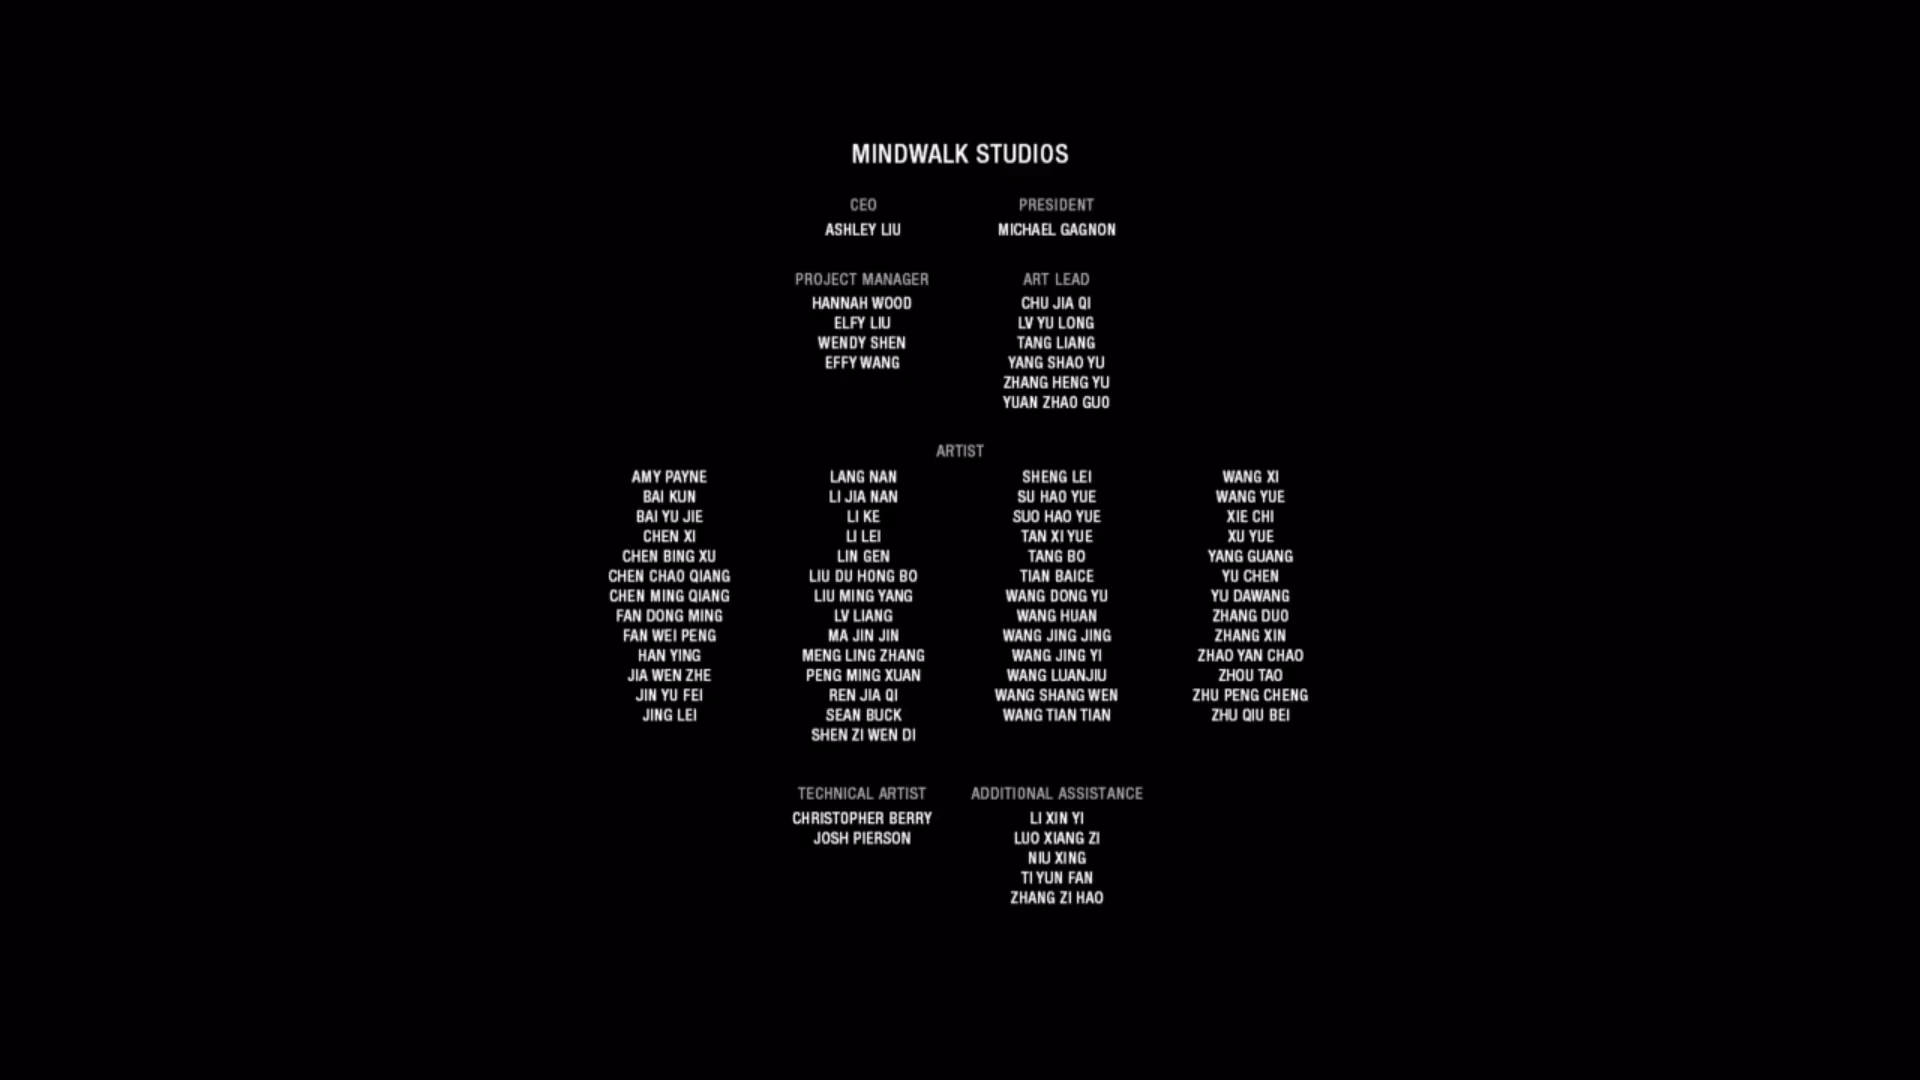 MINDWALK STUDIOS
CEO
ASHLEY LIU
PRESIDENT
MICHAEL GAGNON
PROJECT MANAGER
HANNAH WOOD
ELFY LIU
WENDY SHEN
EFFY WANG
ART LEAD
CHU JIA QI
LV YU LONG
TANG LIANG
YANG SHAO YU
ZHANG HENG YU
YUAN ZHAO GUO
ARTIST
AMY PAYNE
BAI KUN
BAI YU JIE
CHEN XI
CHEN BING XU
CHEN CHAO QIANG
CHEN MING QIANG
FAN DONG MING
FAN WEI PENG
HAN YING
JIA WEN ZHE
JIN YU FEI
JING LEI
LANG NAN
LI JIA NAN
LI KE
LI LEI
LIN GEN
LIU DU HONG BO
LIU MING YANG
LV LIANG
MA JIN JIN
MENG LING ZHANG
PENG MING XUAN
REN JIA QI
SEAN BUCK
SHEN ZI WEN DI
SHENG LEI
SU HAO YUE
SUO HAO YUE
TAN XI YUE
TANG BO
TIAN BAICE
WANG DONG YU
WANG HUAN
WANG JING JING
WANG JING YI
WANG LUANJIU
WANG SHANG WEN
WANG TIAN TIAN
WANG XI
WANG YUE
XIE CHI
XU YUE
YANG GUANG
YU CHEN
YU DAWANG
ZHANG DUO
ZHANG XIN
ZHAO YAN CHAO
ZHOU TAO
ZHU PENG CHENG
ZHU QIU BEI
TECHNICAL ARTIST
CHRISTOPHER BERRY
JOSH PIERSON
ADDITIONAL ASSISTANCE
LI XIN YI
LUO XIANG ZI
NIU XING
TI YUN FAN
ZHANG ZI HAO